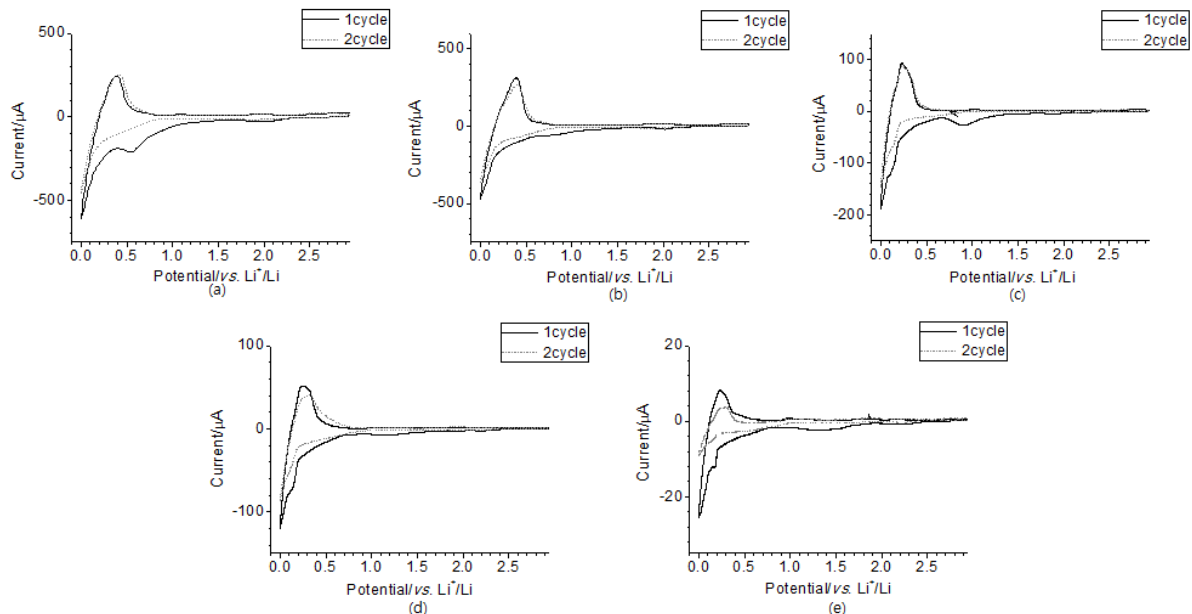 1cycle
2cycle
500
0
-500
Current/μA
0.0 0.5 1.0 1.5 2.0 2.5
Potential/vs. Li⁺/Li
(a)
1cycle
2cycle
500
0
-500
Current/μA
0.0 0.5 1.0 1.5 2.0 2.5
Potential/vs. Li⁺/Li
(b)
1cycle
2cycle
100
0
-100
-200
Current/μA
0.0 0.5 1.0 1.5 2.0 2.5
Potential/vs. Li⁺/Li
(c)
1cycle
2cycle
100
0
-100
Current/μA
0.0 0.5 1.0 1.5 2.0 2.5
Potential/vs. Li⁺/Li
(d)
1cycle
2cycle
20
0
-20
Current/μA
0.0 0.5 1.0 1.5 2.0 2.5
Potential/vs. Li⁺/Li
(e)